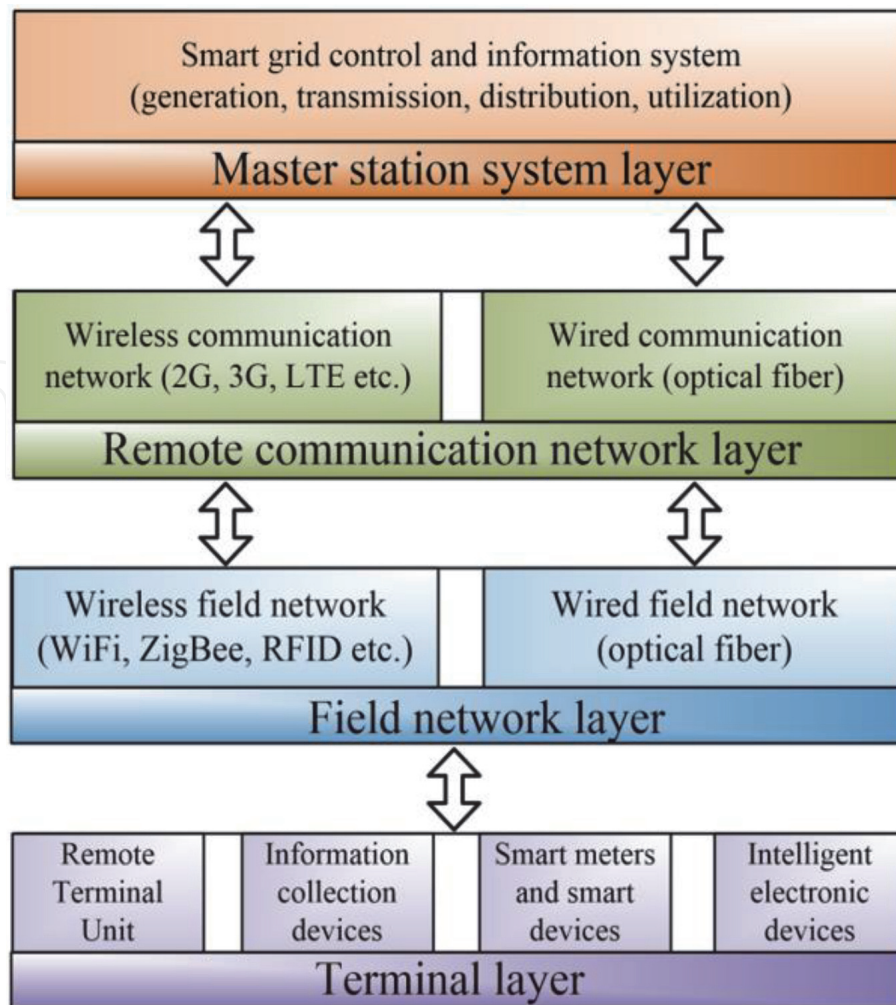 Smart grid control and information system
(generation, transmission, distribution, utilization)
Master station system layer
Wireless communication
network (2G, 3G, LTE etc.)
Wired communication
network (optical fiber)
Remote communication network layer
Wireless field network
(WiFi, ZigBee, RFID etc.)
Wired field network
(optical fiber)
Field network layer
Remote
Terminal
Unit
Information
collection
devices
Smart meters
and smart
devices
Intelligent
electronic
devices
Terminal layer